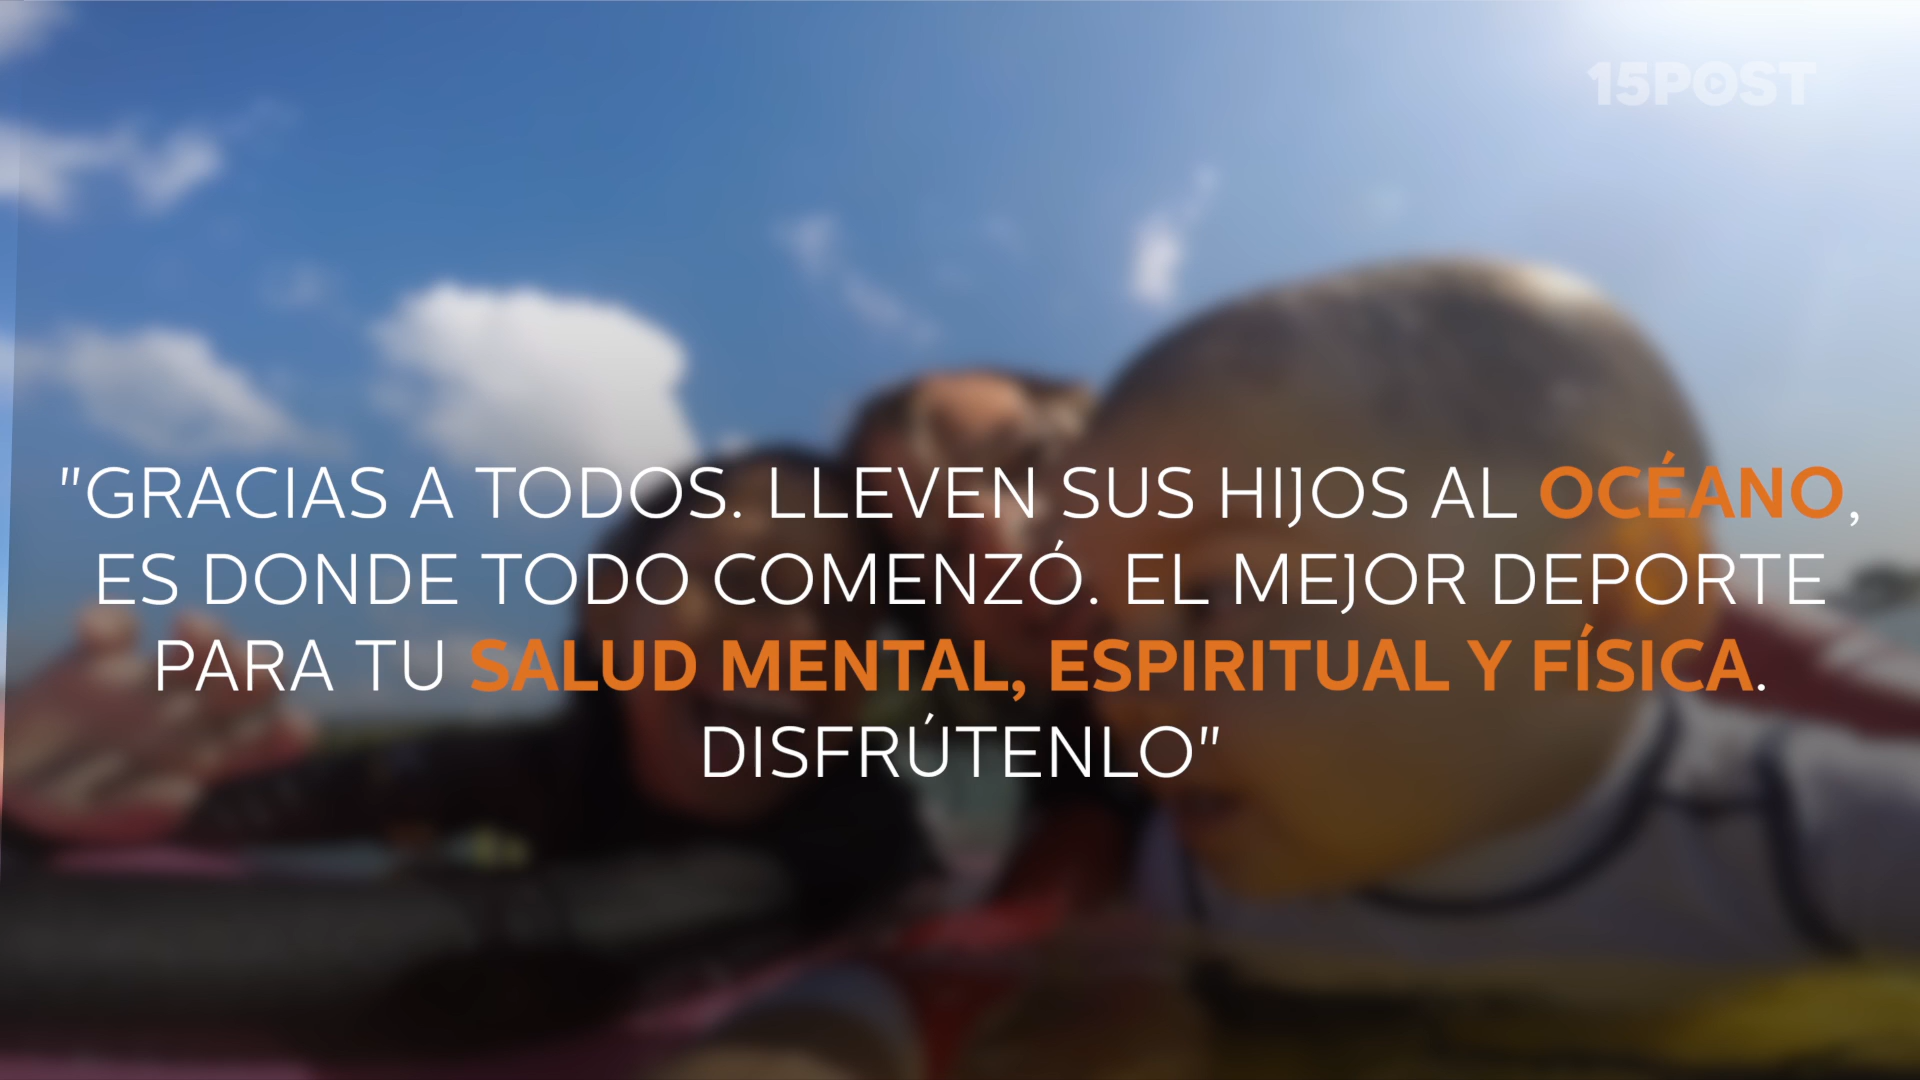 15POST
"GRACIAS A TODOS. LLEVEN SUS HIJOS AL OCÉANO,
ES DONDE TODO COMENZÓ. EL MEJOR DEPORTE
PARA TU SALUD MENTAL, ESPIRITUAL Y FÍSICA.
DISFRÚTENLO"